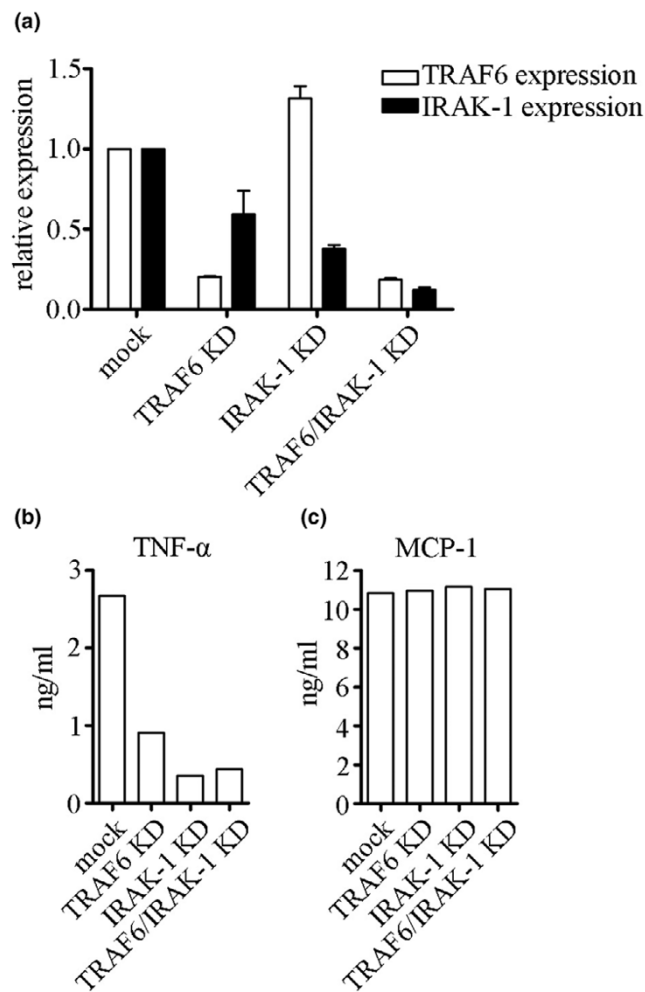 (a)
relative expression
1.5
1.0
0.5
0.0
TRAF6 expression
IRAK-1 expression
mock
TRAF6 KD
IRAK-1 KD
TRAF6/IRAK-1 KD
(b)
TNF-α
ng/ml
3
2
1
0
mock
TRAF6 KD
IRAK-1 KD
TRAF6/IRAK-1 KD
(c)
MCP-1
ng/ml
12
10
8
6
4
2
0
mock
TRAF6 KD
IRAK-1 KD
TRAF6/IRAK-1 KD